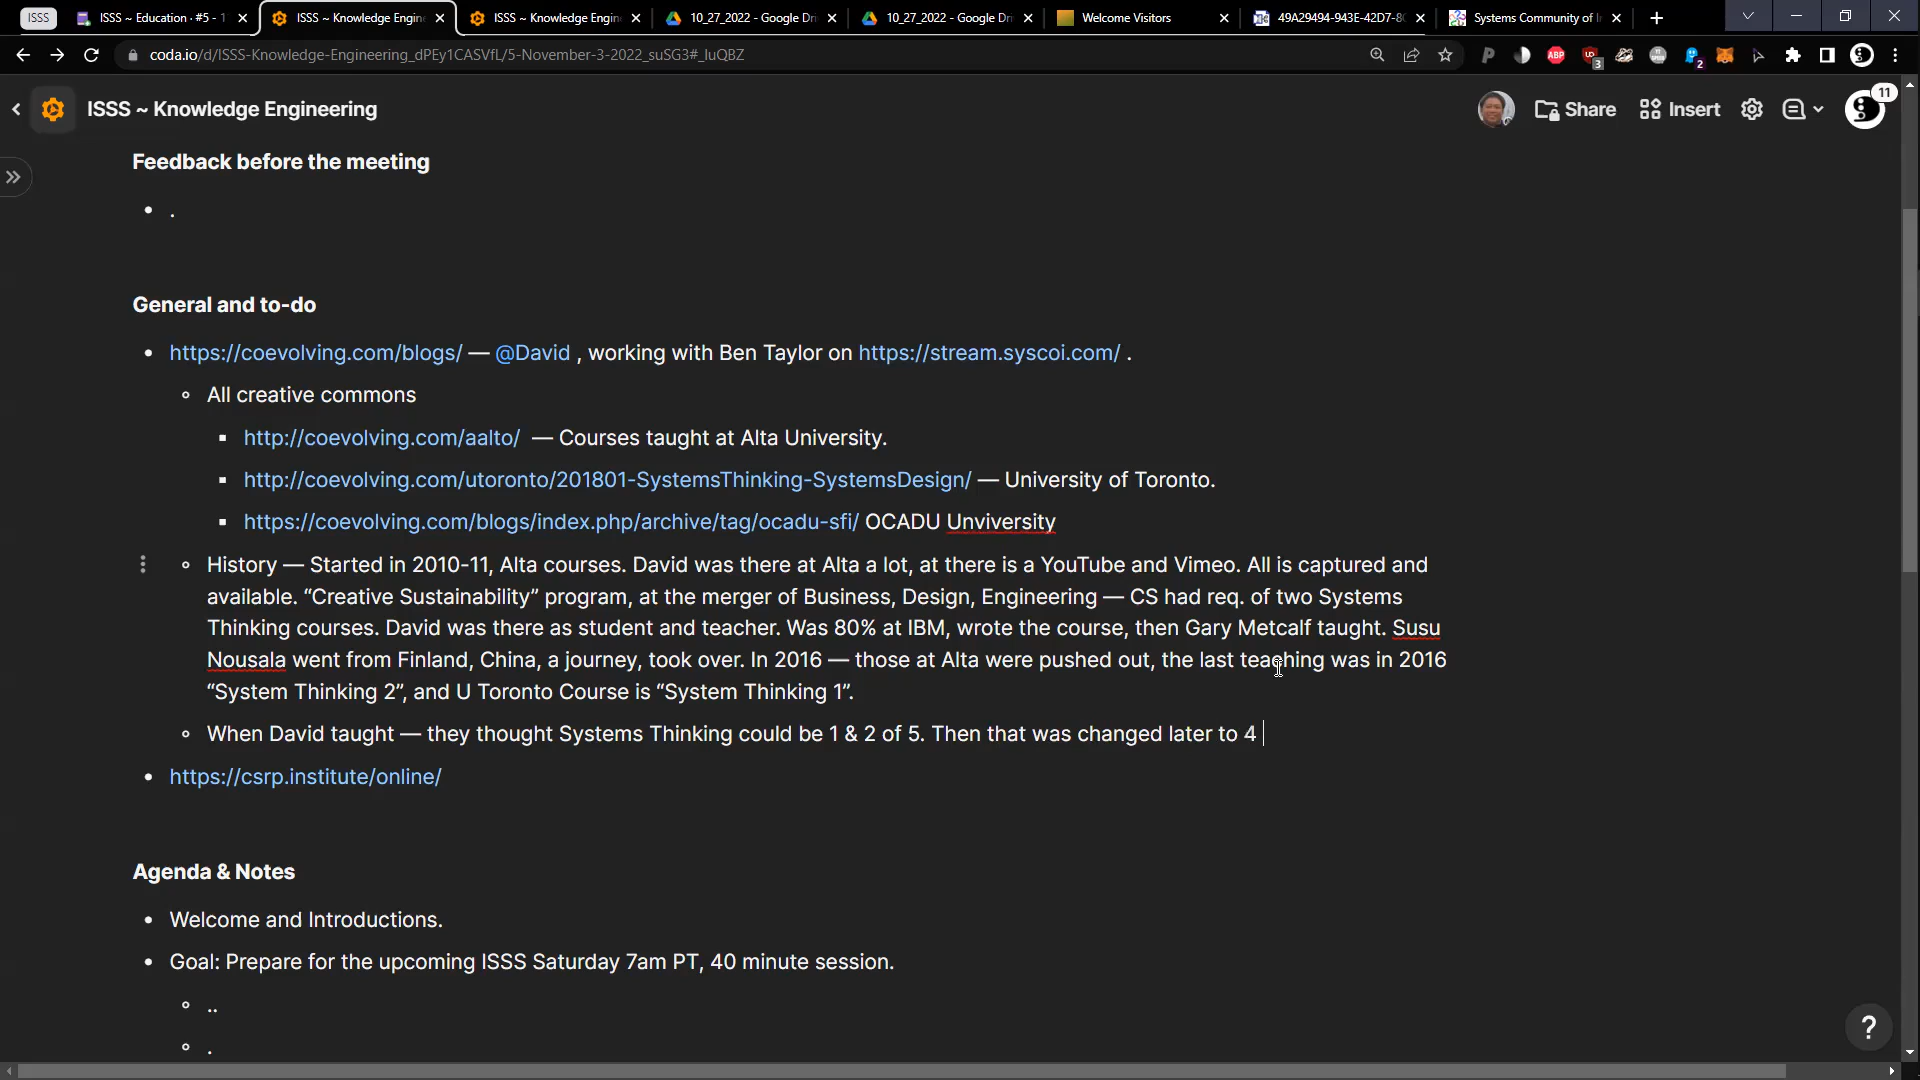 ISSS
ISSS ~ Education · #5 - 1
ISSS ~ Knowledge Engine
ISSS ~ Knowledge Engin
10_27_2022 - Google Dri
10_27_2022 - Google Dri
Welcome Visitors
49A29494-943E-42D7-8
Systems Community of I
coda.io/d/ISSS-Knowledge-Engineering_dPEy1CASVfL/5-November-3-2022_suSG3#_luQBZ
ABP
3
2
ISSS ~ Knowledge Engineering
Share
Insert
11
Feedback before the meeting
.
General and to-do
https://coevolving.com/blogs/ — @David , working with Ben Taylor on https://stream.syscoi.com/ .
All creative commons
http://coevolving.com/aalto/ — Courses taught at Alta University.
http://coevolving.com/utoronto/201801-SystemsThinking-SystemsDesign/ — University of Toronto.
https://coevolving.com/blogs/index.php/archive/tag/ocadu-sfi/ OCADU Unviversity
History — Started in 2010-11, Alta courses. David was there at Alta a lot, at there is a YouTube and Vimeo. All is captured and
available. “Creative Sustainability” program, at the merger of Business, Design, Engineering — CS had req. of two Systems
Thinking courses. David was there as student and teacher. Was 80% at IBM, wrote the course, then Gary Metcalf taught. Susu
Nousala went from Finland, China, a journey, took over. In 2016 — those at Alta were pushed out, the last teaching was in 2016
“System Thinking 2”, and U Toronto Course is “System Thinking 1”.
When David taught — they thought Systems Thinking could be 1 & 2 of 5. Then that was changed later to 4
https://csrp.institute/online/
Agenda & Notes
Welcome and Introductions.
Goal: Prepare for the upcoming ISSS Saturday 7am PT, 40 minute session.
..
.
?